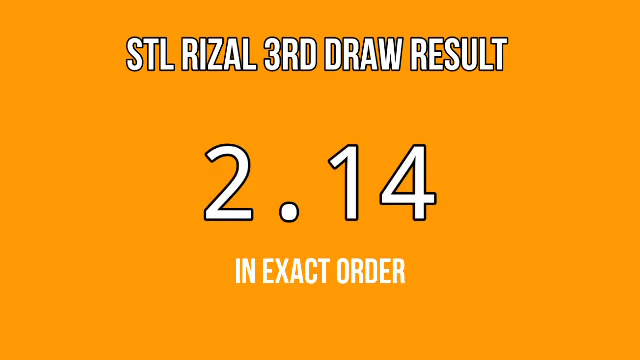 STL RIZAL 3RD DRAW RESULT
2.14
IN EXACT ORDER